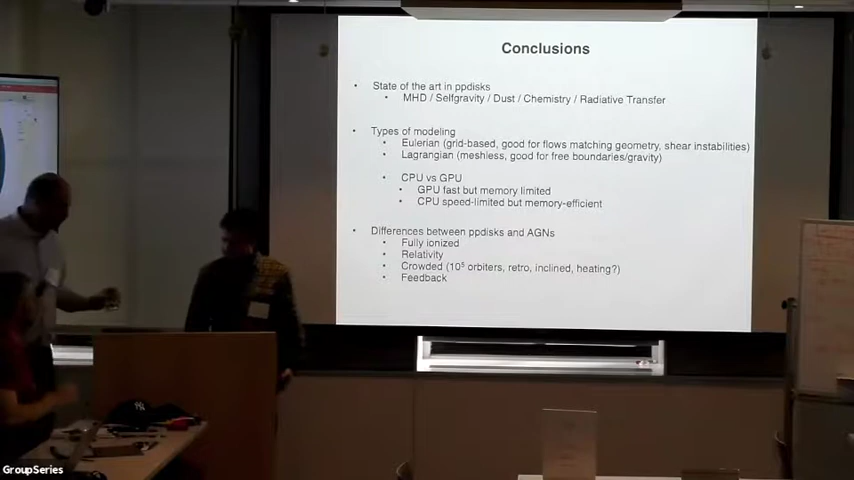 Conclusions
• State of the art in ppdisks
• MHD / Selfgravity / Dust / Chemistry / Radiative Transfer
• Types of modeling
• Eulerian (grid-based, good for flows matching geometry, shear instabilities)
• Lagrangian (meshless, good for free boundaries/gravity)
• CPU vs GPU
• GPU fast but memory limited
• CPU speed-limited but memory-efficient
• Differences between ppdisks and AGNs
• Fully ionized
• Relativity
• Crowded (10⁵ orbiters, retro, inclined, heating?)
• Feedback
GroupSeries